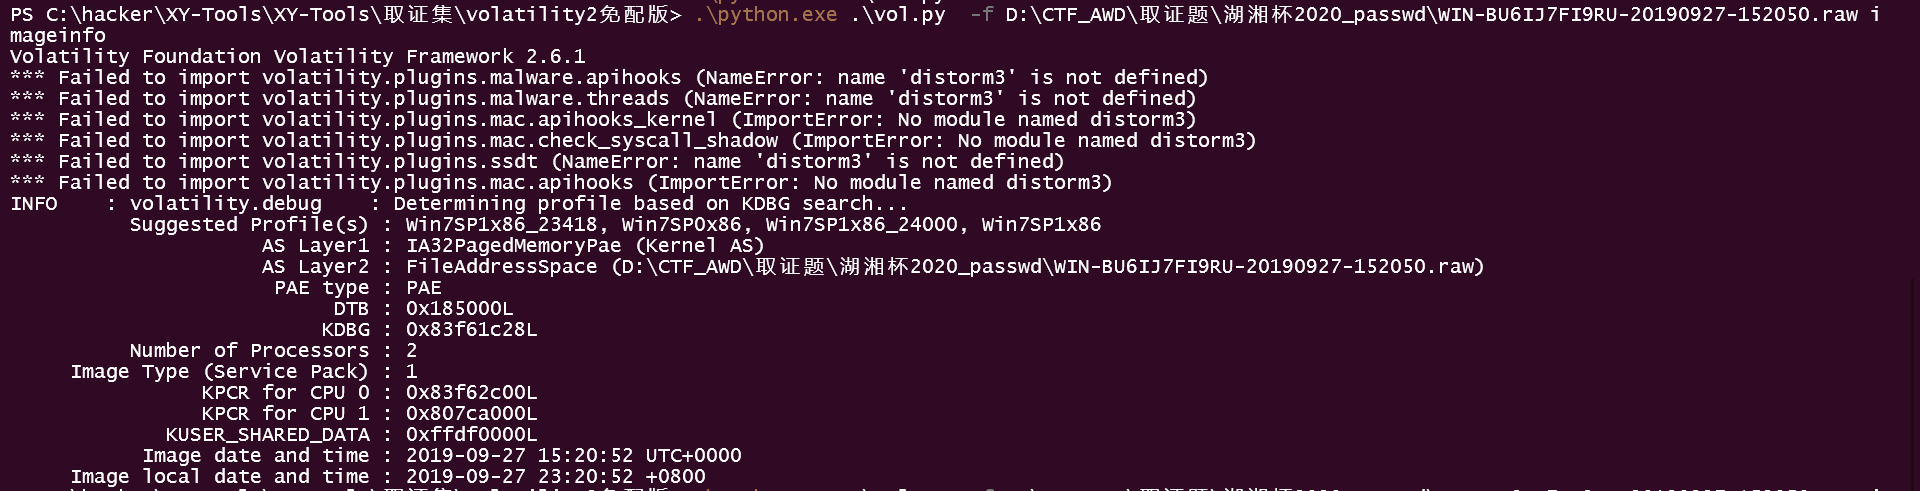 PS C:\hacker\XY-Tools\XY-Tools\取证集\volatility2免配版> .\python.exe .\vol.py  -f D:\CTF_AWD\取证题\湖湘杯2020_passwd\WIN-BU6IJ7FI9RU-20190927-152050.raw i
mageinfo
Volatility Foundation Volatility Framework 2.6.1
*** Failed to import volatility.plugins.malware.apihooks (NameError: name 'distorm3' is not defined)
*** Failed to import volatility.plugins.malware.threads (NameError: name 'distorm3' is not defined)
*** Failed to import volatility.plugins.mac.apihooks_kernel (ImportError: No module named distorm3)
*** Failed to import volatility.plugins.mac.check_syscall_shadow (ImportError: No module named distorm3)
*** Failed to import volatility.plugins.ssdt (NameError: name 'distorm3' is not defined)
*** Failed to import volatility.plugins.mac.apihooks (ImportError: No module named distorm3)
INFO    : volatility.debug    : Determining profile based on KDBG search...
Suggested Profile(s) : Win7SP1x86_23418, Win7SP0x86, Win7SP1x86_24000, Win7SP1x86
AS Layer1 : IA32PagedMemoryPae (Kernel AS)
AS Layer2 : FileAddressSpace (D:\CTF_AWD\取证题\湖湘杯2020_passwd\WIN-BU6IJ7FI9RU-20190927-152050.raw)
PAE type : PAE
DTB : 0x185000L
KDBG : 0x83f61c28L
Number of Processors : 2
Image Type (Service Pack) : 1
KPCR for CPU 0 : 0x83f62c00L
KPCR for CPU 1 : 0x807ca000L
KUSER_SHARED_DATA : 0xffdf0000L
Image date and time : 2019-09-27 15:20:52 UTC+0000
Image local date and time : 2019-09-27 23:20:52 +0800